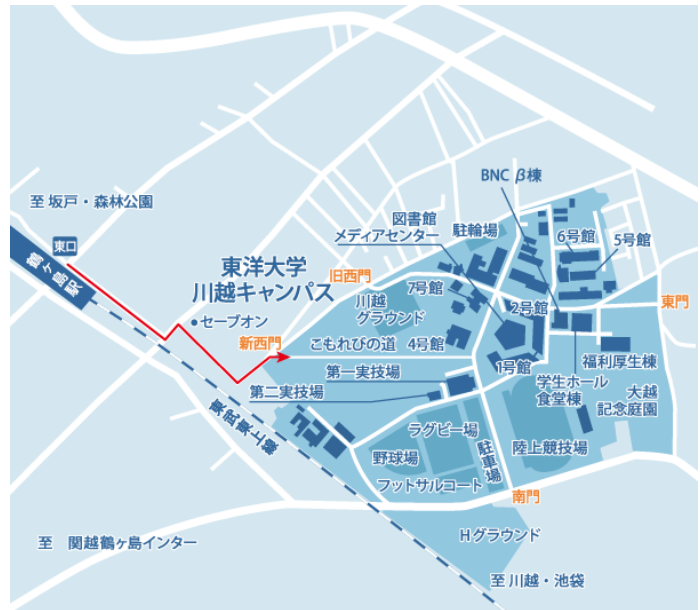 BNC β棟
至 坂戸・森林公園
図書館
メディアセンター
駐輪場
6号館
5号館
東口
鶴ヶ島駅
東洋大学
川越キャンパス
旧西門
7号館
川越
グラウンド
2号館
東門
•セーブオン
新西門
こもれびの道
4号館
1号館
福利厚生棟
第一実技場
学生ホール
食堂棟
大越
記念庭園
第二実技場
東武東上線
ラグビー場
野球場
駐車場
陸上競技場
フットサルコート
南門
至　関越鶴ヶ島インター
Hグラウンド
至 川越・池袋